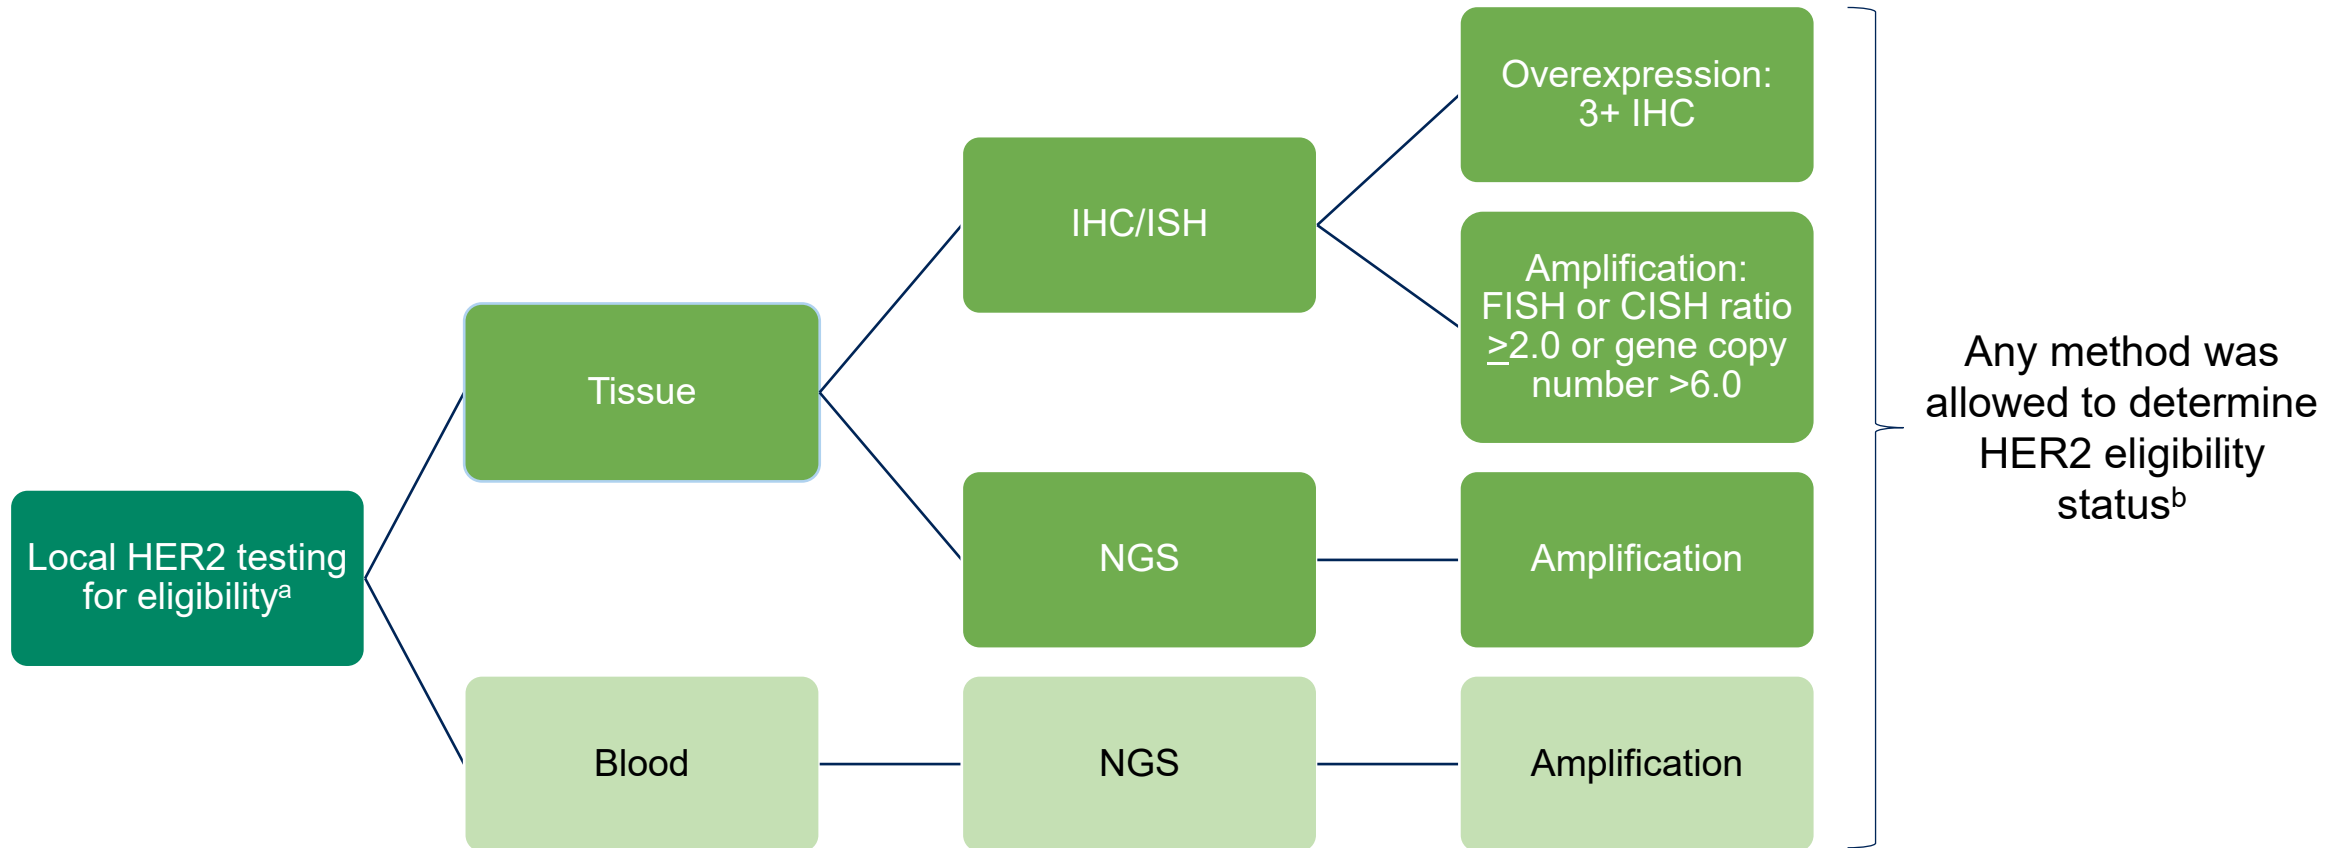 Local HER2 testing
for eligibilityᵃ
Tissue
Blood
IHC/ISH
NGS
NGS
Overexpression:
3+ IHC
Amplification:
FISH or CISH ratio
≥2.0 or gene copy
number >6.0
Amplification
Amplification
Any method was
allowed to determine
HER2 eligibility
statusᵇ